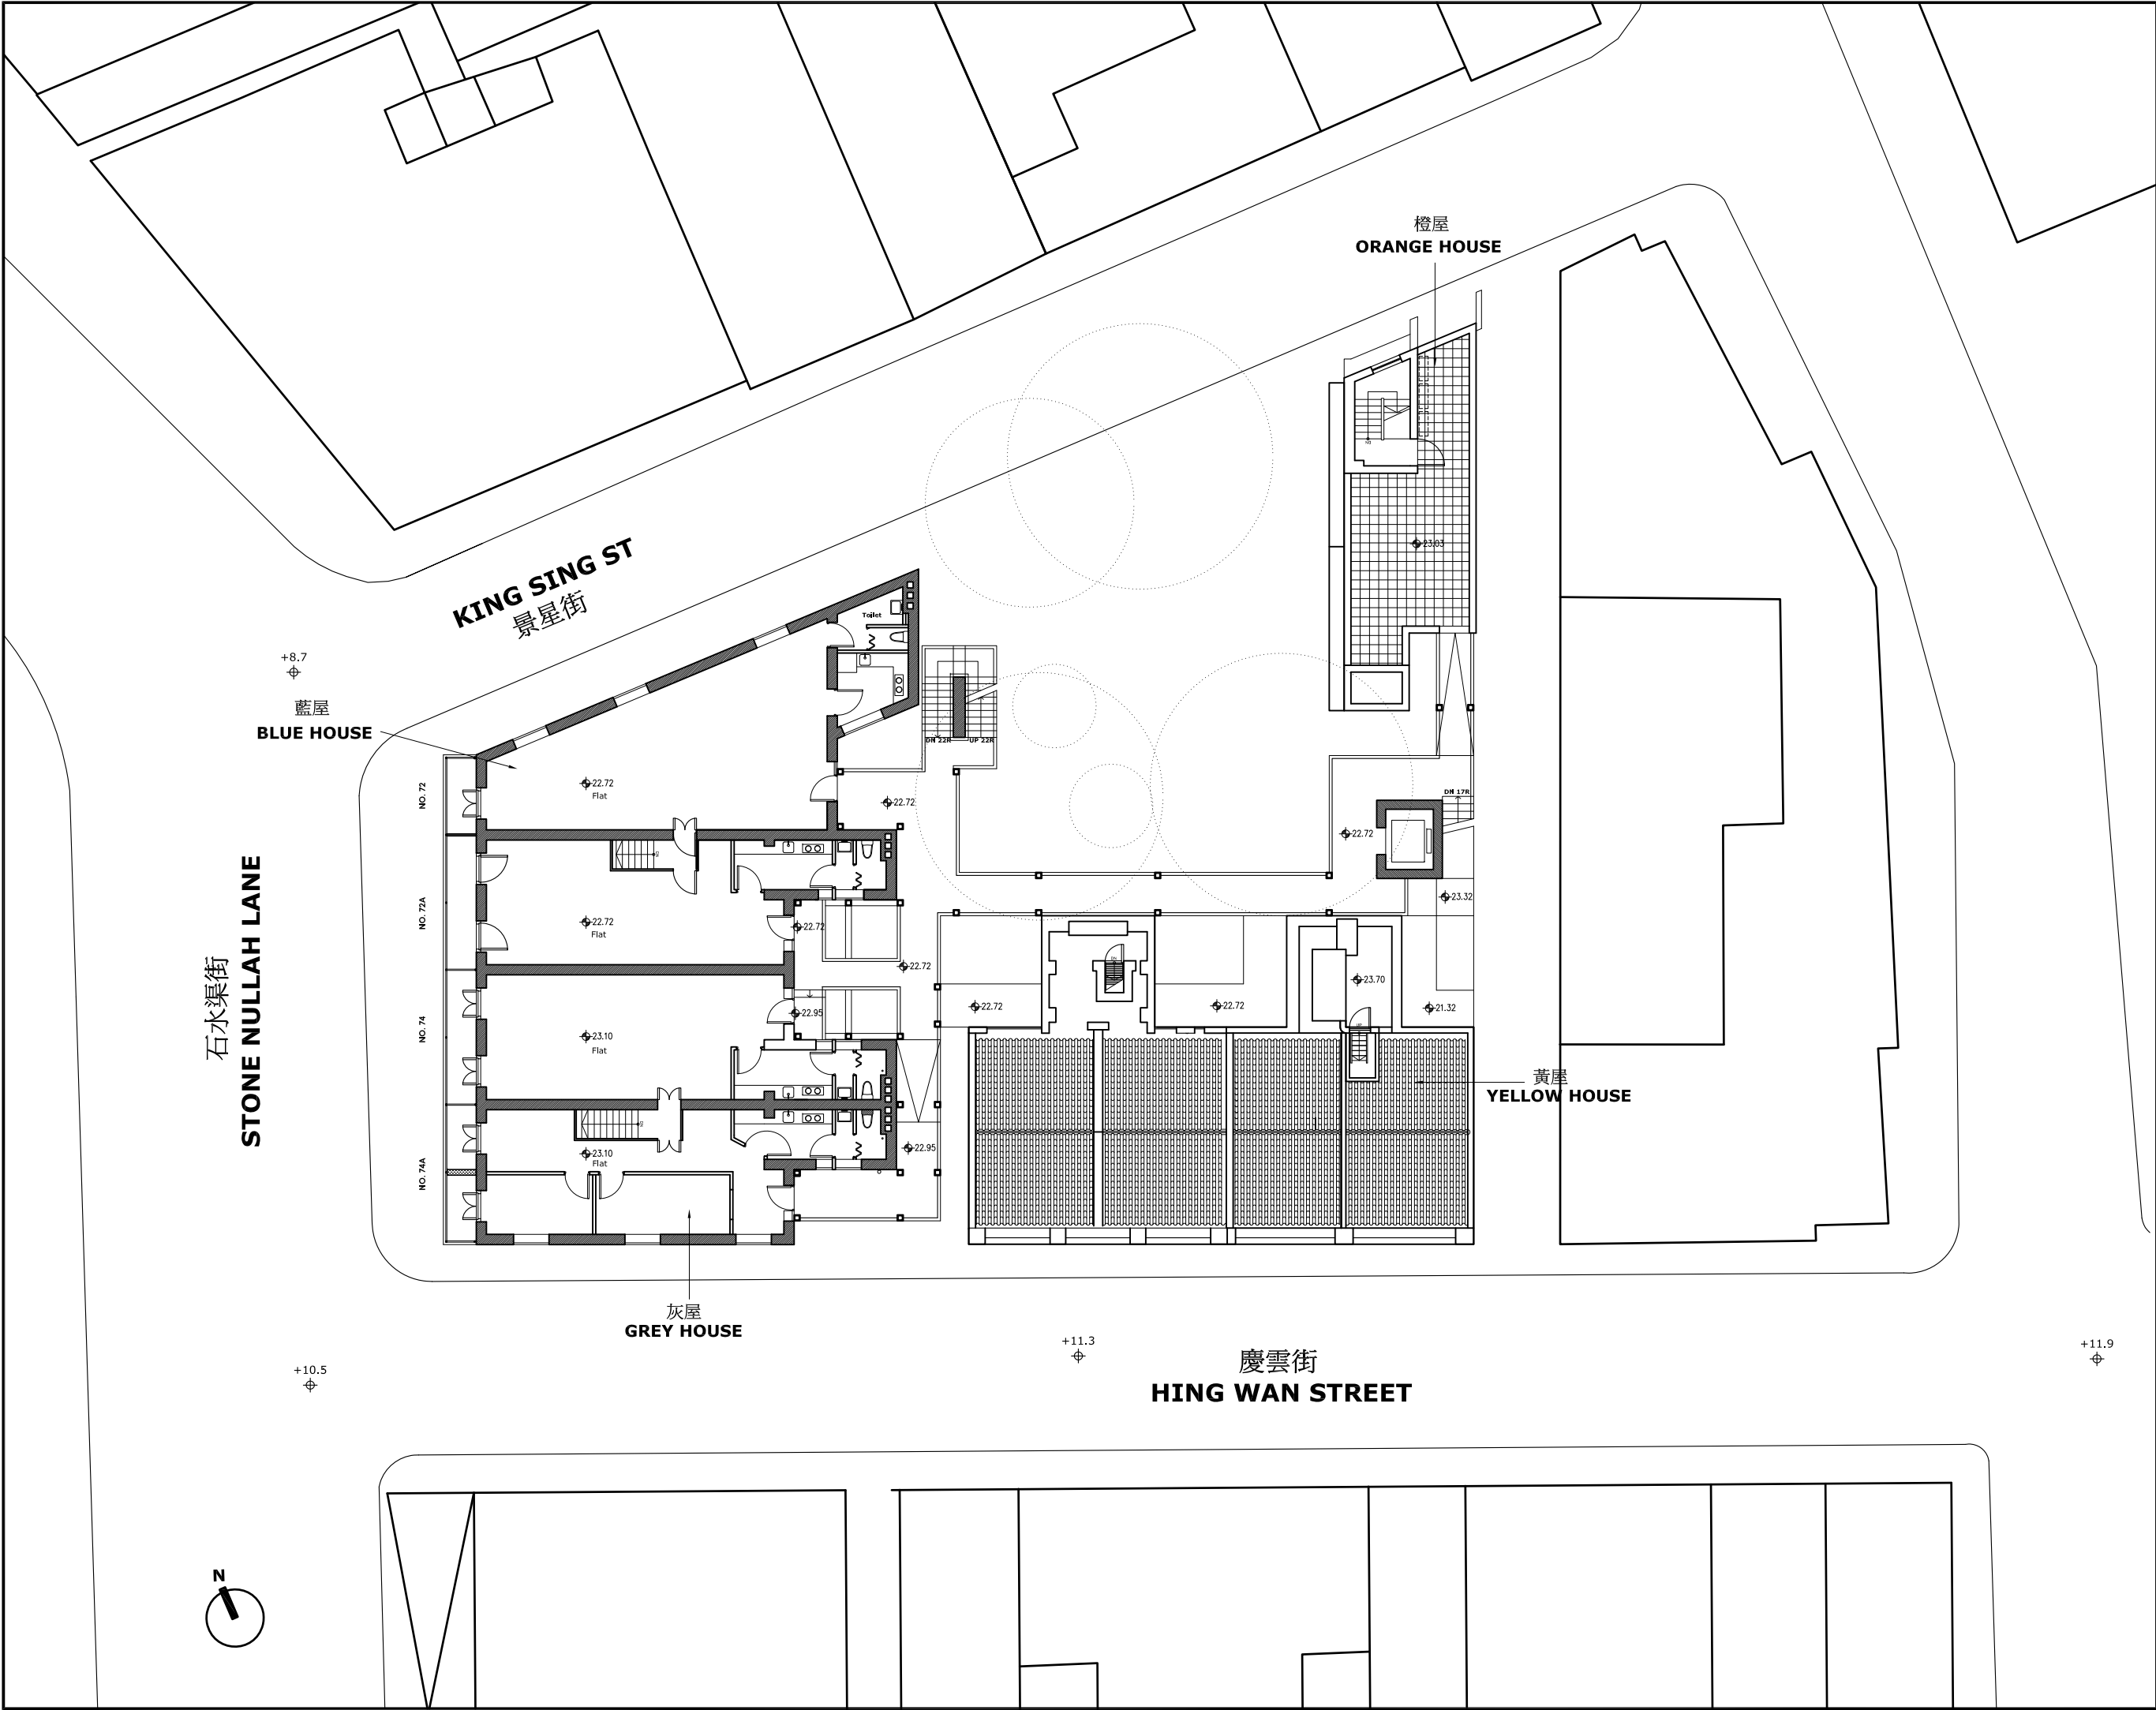 橙屋
ORANGE HOUSE
KING SING ST
景星街
Toilet
23.03
+8.7
藍屋
BLUE HOUSE
DN 22R
UP 22R
NO. 72
22.72
Flat
22.72
DN 17R
22.72
NO. 72A
22.72
Flat
22.72
22.72
23.32
23.70
石水渠街
STONE NULLAH LANE
NO. 74
23.10
Flat
22.95
22.72
22.72
21.32
黃屋
YELLOW HOUSE
NO. 74A
23.10
Flat
22.95
灰屋
GREY HOUSE
+10.5
+11.3
慶雲街
HING WAN STREET
+11.9
N